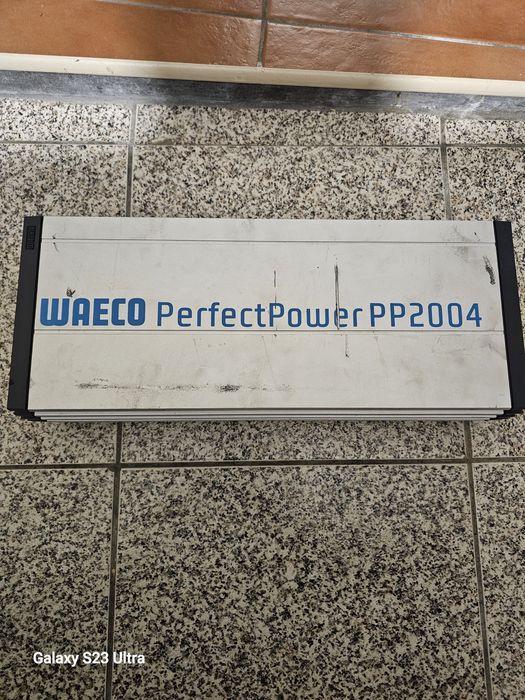 WAECO PerfectPower PP2004
Galaxy S23 Ultra